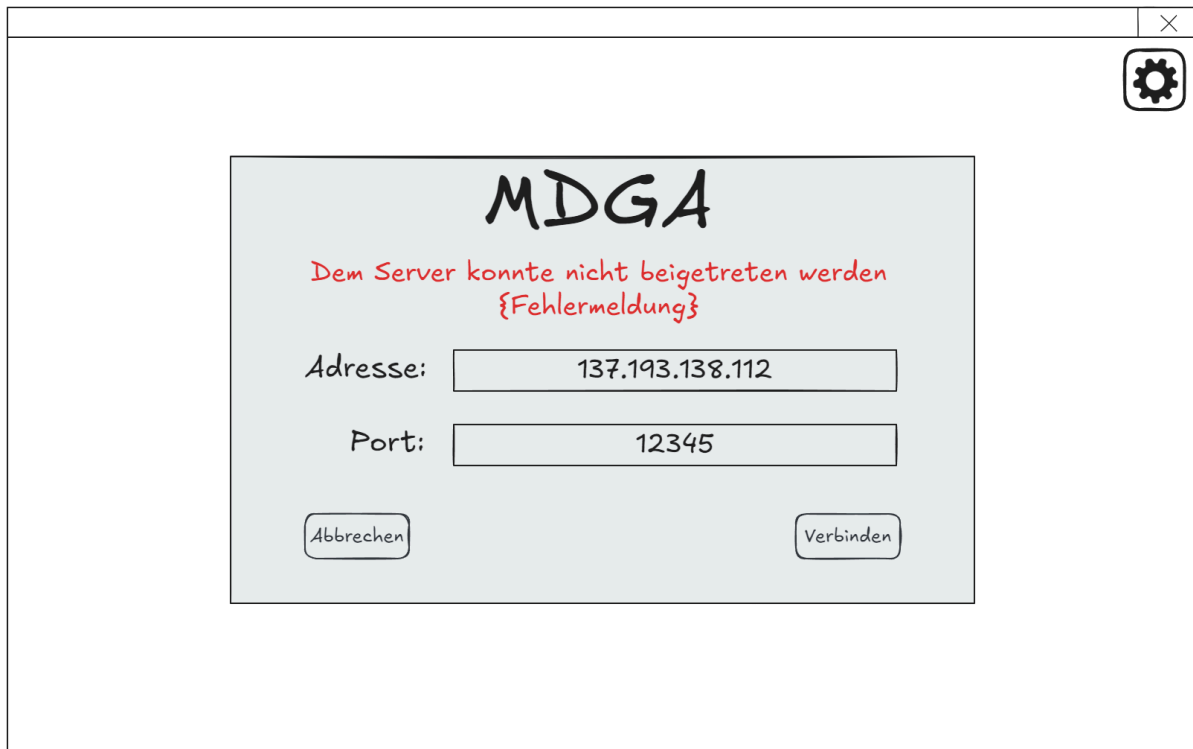 MDGA
Dem Server konnte nicht beigetreten werden
{Fehlermeldung}
Adresse: 137.193.138.112
Port: 12345
Abbrechen Verbinden